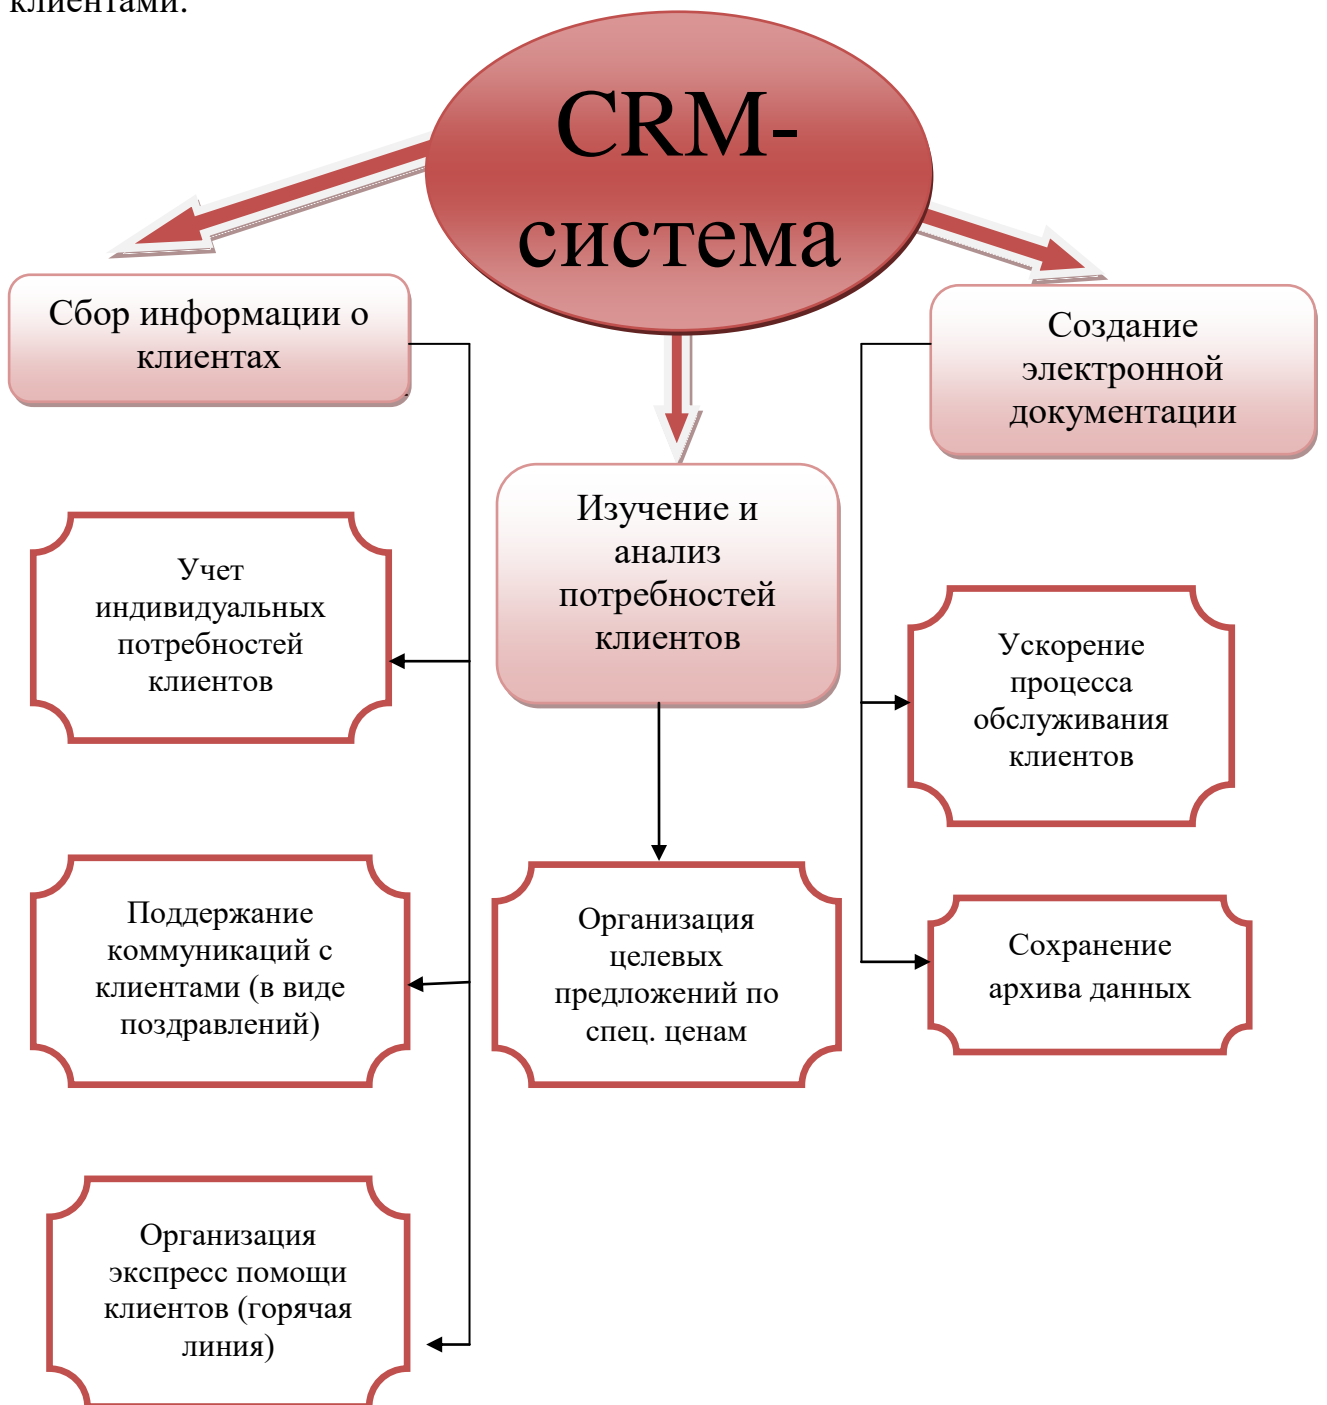 клиентами.
CRM-
система
Сбор информации о
клиентах
Создание
электронной
документации
Изучение и
анализ
потребностей
клиентов
Учет
индивидуальных
потребностей
клиентов
Ускорение
процесса
обслуживания
клиентов
Поддержание
коммуникаций с
клиентами (в виде
поздравлений)
Организация
целевых
предложений по
спец. ценам
Сохранение
архива данных
Организация
экспресс помощи
клиентов (горячая
линия)